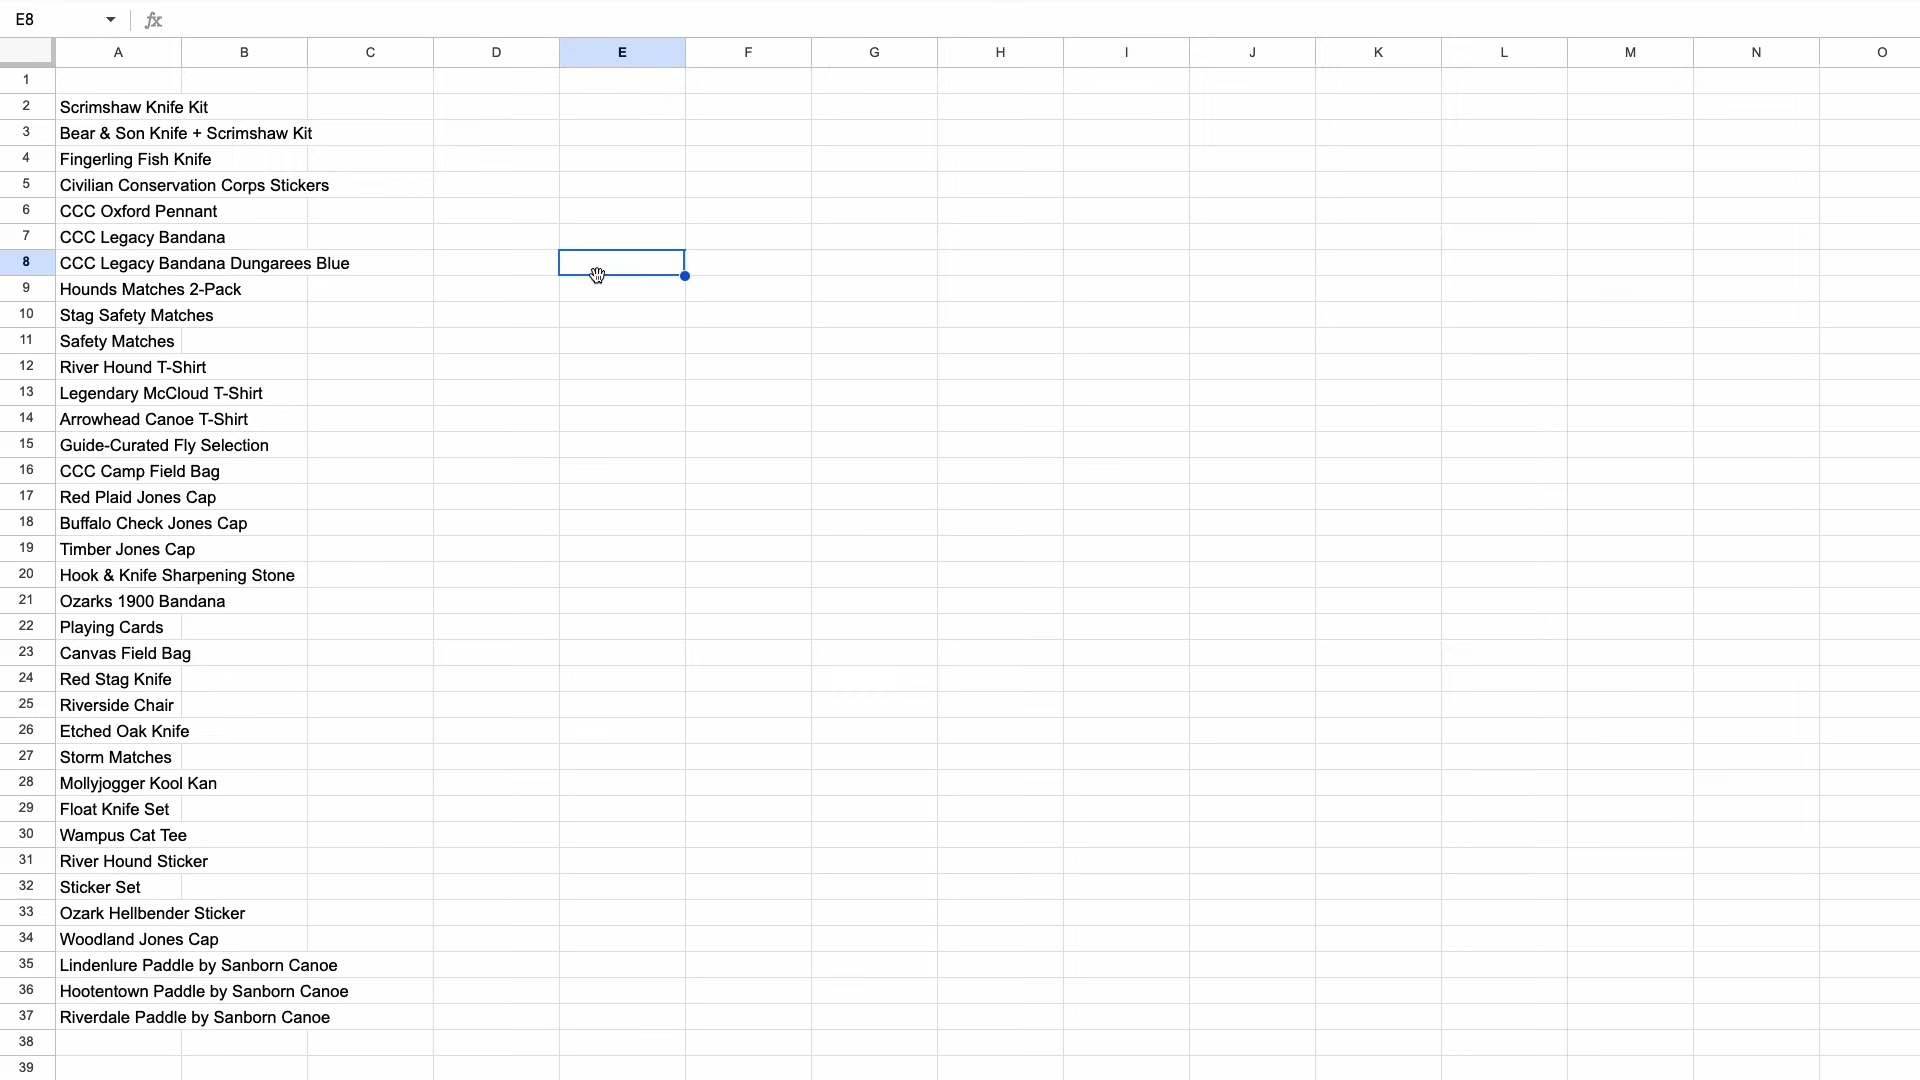 E8 fx
A B C D E F G H I J K L M N O
1
2 Scrimshaw Knife Kit
3 Bear & Son Knife + Scrimshaw Kit
4 Fingerling Fish Knife
5 Civilian Conservation Corps Stickers
6 CCC Oxford Pennant
7 CCC Legacy Bandana
8 CCC Legacy Bandana Dungarees Blue
9 Hounds Matches 2-Pack
10 Stag Safety Matches
11 Safety Matches
12 River Hound T-Shirt
13 Legendary McCloud T-Shirt
14 Arrowhead Canoe T-Shirt
15 Guide-Curated Fly Selection
16 CCC Camp Field Bag
17 Red Plaid Jones Cap
18 Buffalo Check Jones Cap
19 Timber Jones Cap
20 Hook & Knife Sharpening Stone
21 Ozarks 1900 Bandana
22 Playing Cards
23 Canvas Field Bag
24 Red Stag Knife
25 Riverside Chair
26 Etched Oak Knife
27 Storm Matches
28 Mollyjogger Kool Kan
29 Float Knife Set
30 Wampus Cat Tee
31 River Hound Sticker
32 Sticker Set
33 Ozark Hellbender Sticker
34 Woodland Jones Cap
35 Lindenlure Paddle by Sanborn Canoe
36 Hootentown Paddle by Sanborn Canoe
37 Riverdale Paddle by Sanborn Canoe
38
39